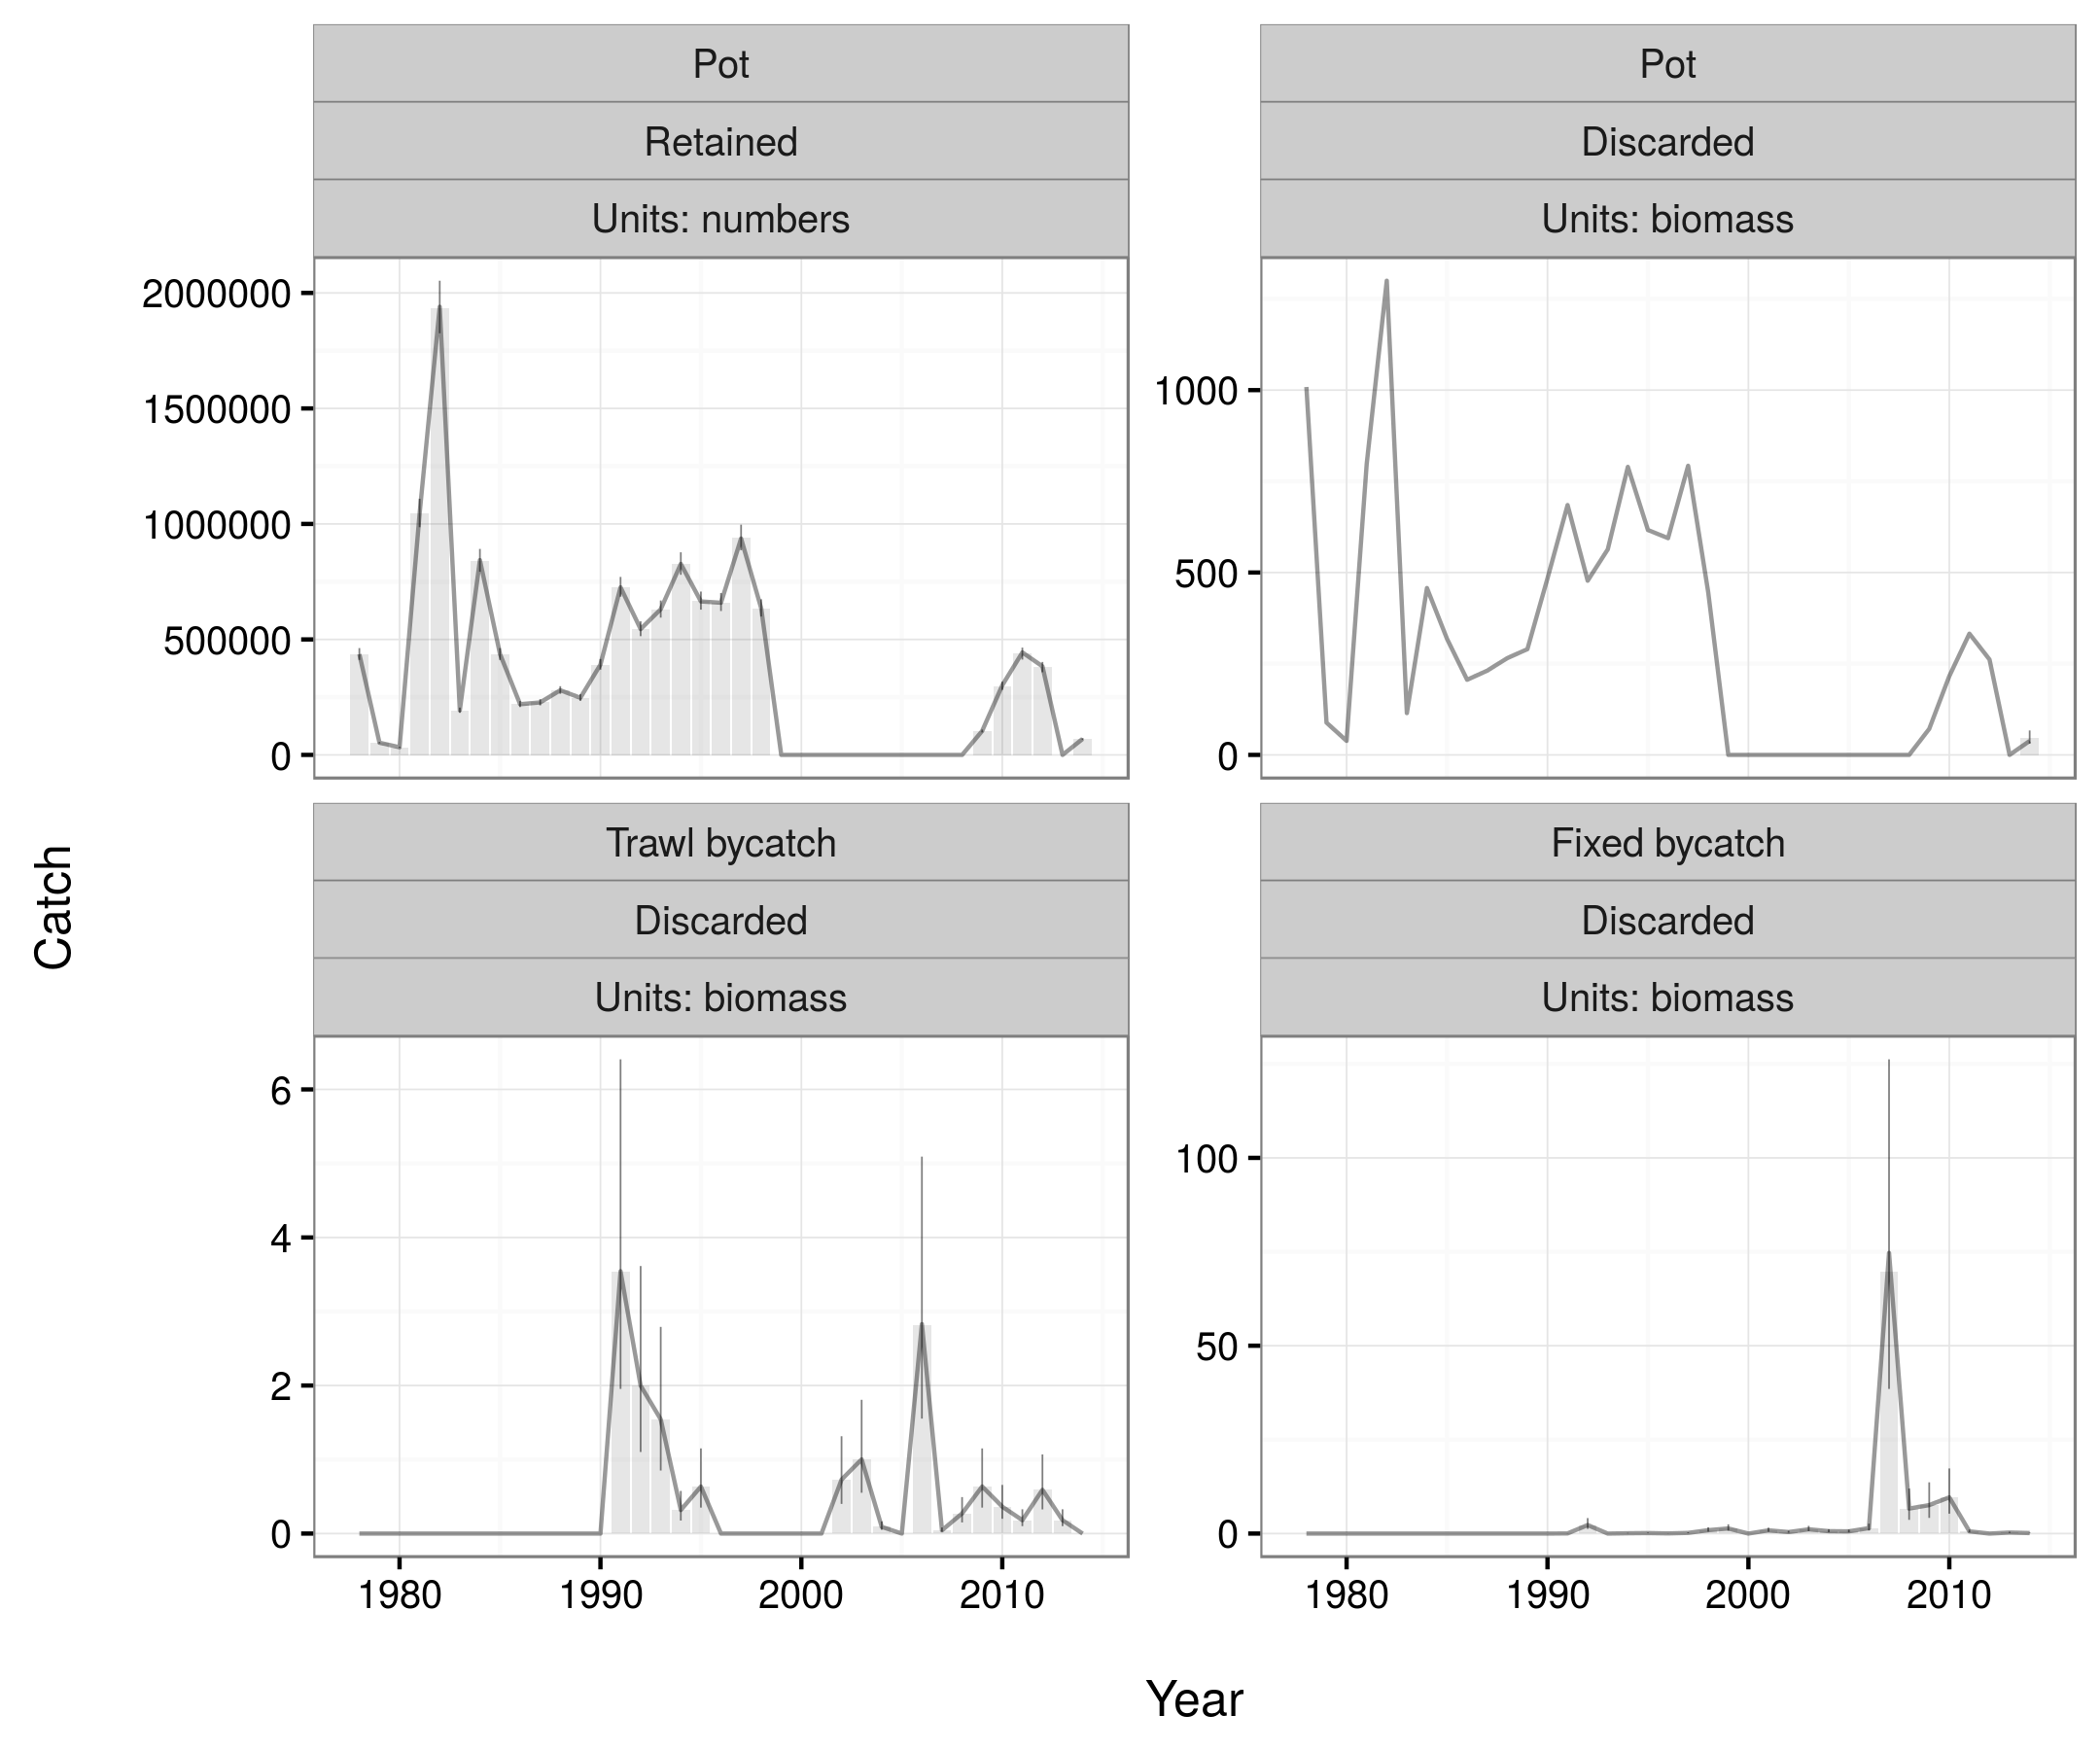 Pot
Retained
Units: numbers
2000000
1500000
1000000
500000
0
Pot
Discarded
Units: biomass
1000
500
0
Trawl bycatch
Discarded
Units: biomass
6
4
2
0
1980 1990 2000 2010
Fixed bycatch
Discarded
Units: biomass
100
50
0
1980 1990 2000 2010
Catch
Year